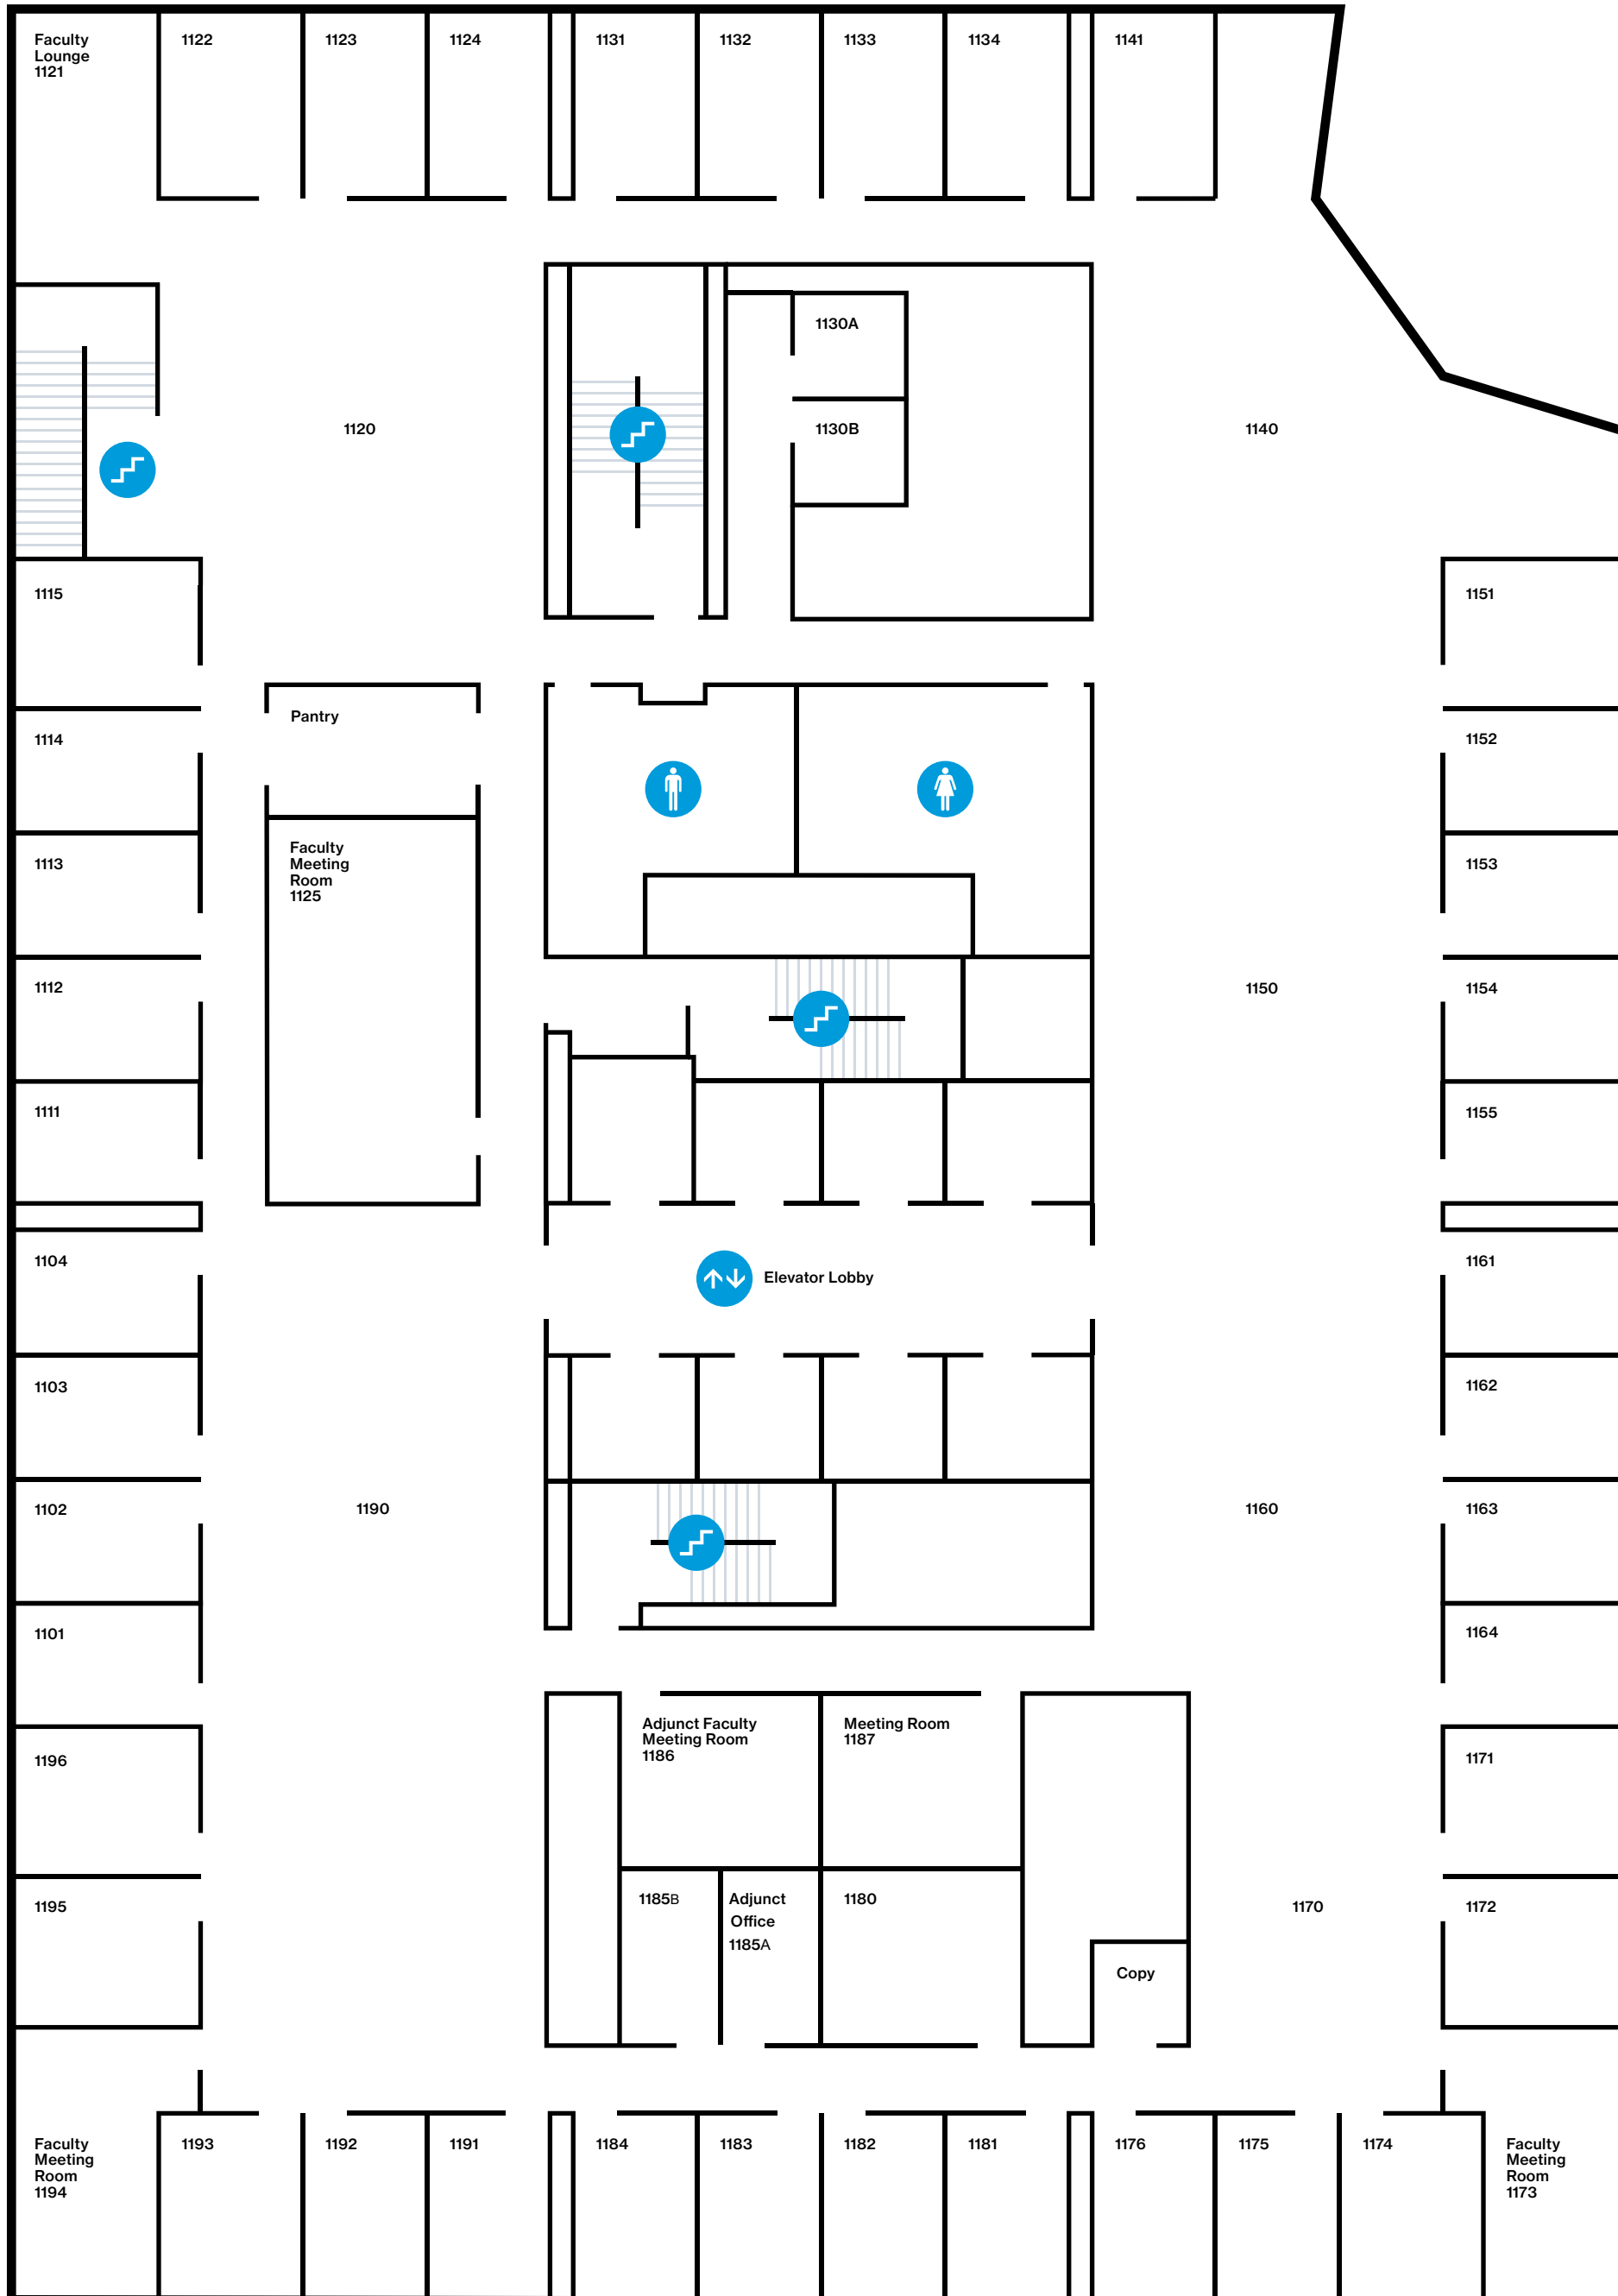 Faculty
Lounge
1121
1122
1123
1124
1131
1132
1133
1134
1141
1130A
1130B
1120
1140
1115
1151
Pantry
1114
1152
Faculty
Meeting
Room
1125
1113
1153
1112
1150
1154
1111
1155
1104
Elevator Lobby
1161
1103
1162
1102
1190
1160
1163
1101
1164
Adjunct Faculty
Meeting Room
1186
Meeting Room
1187
1196
1171
1195
1185B
Adjunct
Office
1185A
1180
1170
1172
Copy
Faculty
Meeting
Room
1194
1193
1192
1191
1184
1183
1182
1181
1176
1175
1174
Faculty
Meeting
Room
1173